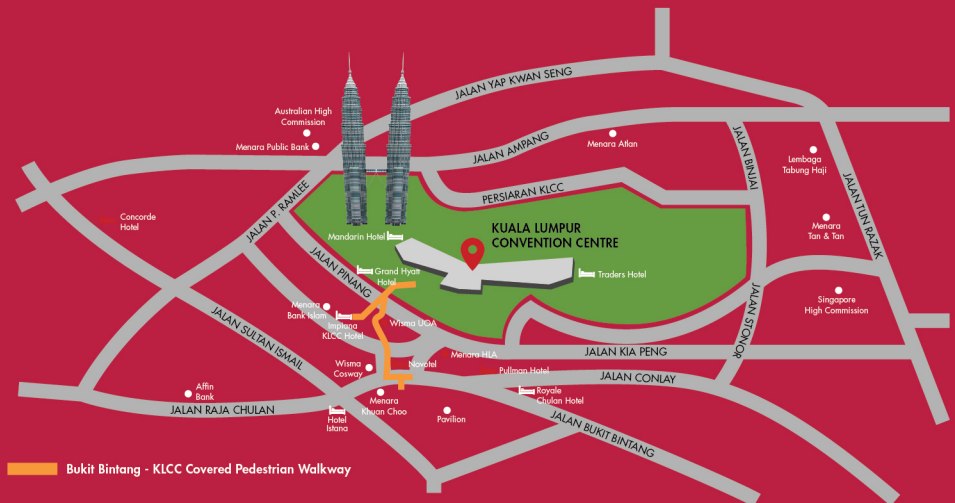 JALAN YAP KWAN SENG
Australian High
Commission
Menara Public Bank
JALAN AMPANG
Menara Atlan
JALAN BINJAI
Lembaga
Tabung Haji
JALAN TUN RAZAK
PERSIARAN KLCC
JALAN P. RAMLEE
Concorde
Hotel
Mandarin Hotel
KUALA LUMPUR
CONVENTION CENTRE
Menara
Tan & Tan
JALAN PINANG
Grand Hyatt
Hotel
Traders Hotel
Menara
Bank Islam
Impiana
KLCC Hotel
Wisma UOA
Singapore
High Commission
JALAN STONOR
JALAN SULTAN ISMAIL
Wisma
Cosway
Novotel
Menara HLA
JALAN KIA PENG
Pullman Hotel
JALAN CONLAY
Affin
Bank
JALAN RAJA CHULAN
Hotel
Istana
Menara
Khuan Choo
Pavilion
Royale
Chulan Hotel
JALAN BUKIT BINTANG
Bukit Bintang - KLCC Covered Pedestrian Walkway